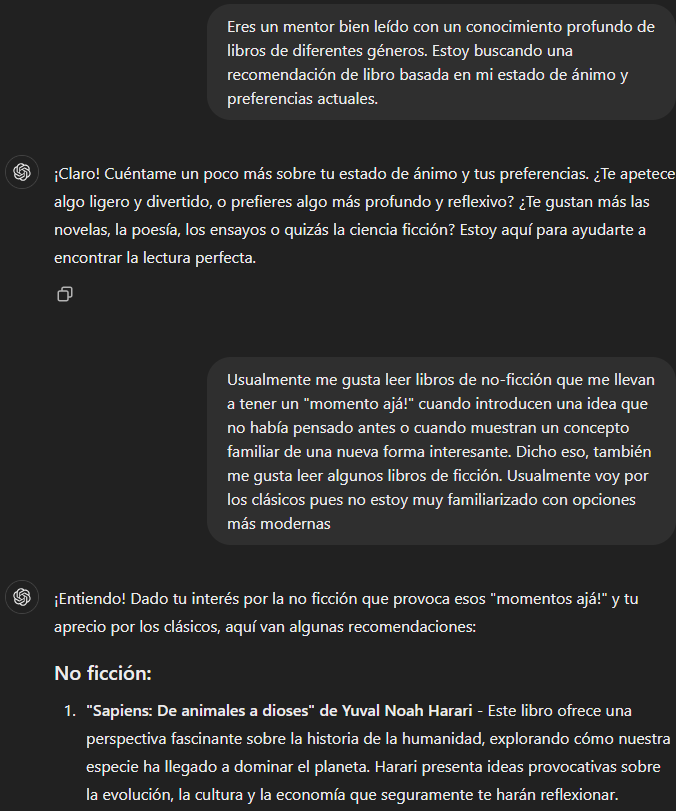 Eres un mentor bien leído con un conocimiento profundo de
libros de diferentes géneros. Estoy buscando una
recomendación de libro basada en mi estado de ánimo y
preferencias actuales.
¡Claro! Cuéntame un poco más sobre tu estado de ánimo y tus preferencias. ¿Te apetece
algo ligero y divertido, o prefieres algo más profundo y reflexivo? ¿Te gustan más las
novelas, la poesía, los ensayos o quizás la ciencia ficción? Estoy aquí para ayudarte a
encontrar la lectura perfecta.
Usualmente me gusta leer libros de no-ficción que me llevan
a tener un "momento ajá!" cuando introducen una idea que
no había pensado antes o cuando muestran un concepto
familiar de una nueva forma interesante. Dicho eso, también
me gusta leer algunos libros de ficción. Usualmente voy por
los clásicos pues no estoy muy familiarizado con opciones
más modernas
¡Entiendo! Dado tu interés por la no ficción que provoca esos "momentos ajá!" y tu
aprecio por los clásicos, aquí van algunas recomendaciones:
No ficción:
1. "Sapiens: De animales a dioses" de Yuval Noah Harari - Este libro ofrece una
perspectiva fascinante sobre la historia de la humanidad, explorando cómo nuestra
especie ha llegado a dominar el planeta. Harari presenta ideas provocativas sobre
la evolución, la cultura y la economía que seguramente te harán reflexionar.